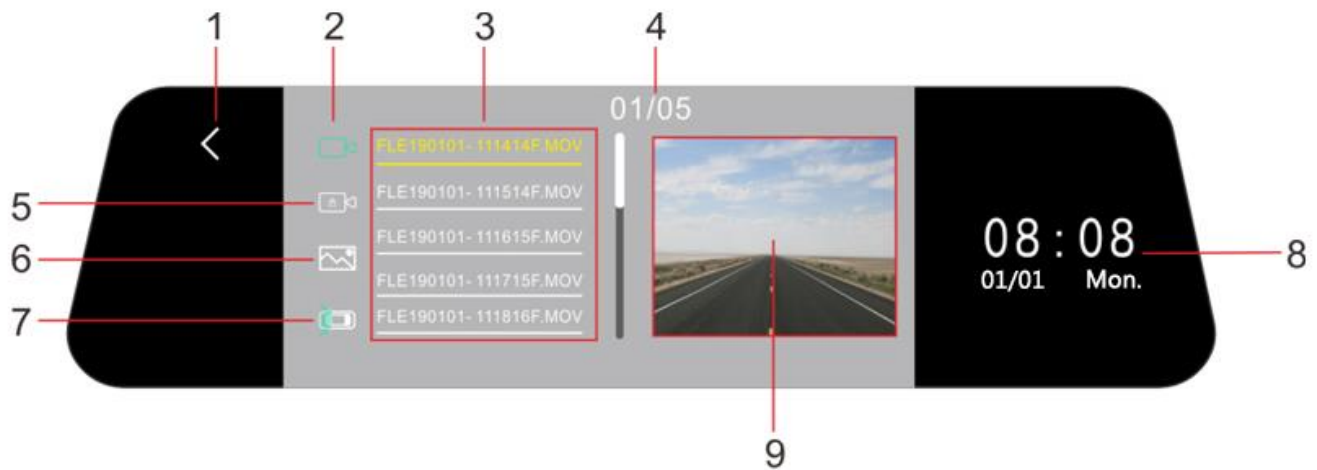 1 2 3 4
01/05
FLE190101- 111414F.MOV
5 FLE190101- 111514F.MOV
6 FLE190101- 111615F.MOV
FLE190101- 111715F.MOV
7 FLE190101- 111816F.MOV
08:08 8
01/01 Mon.
9